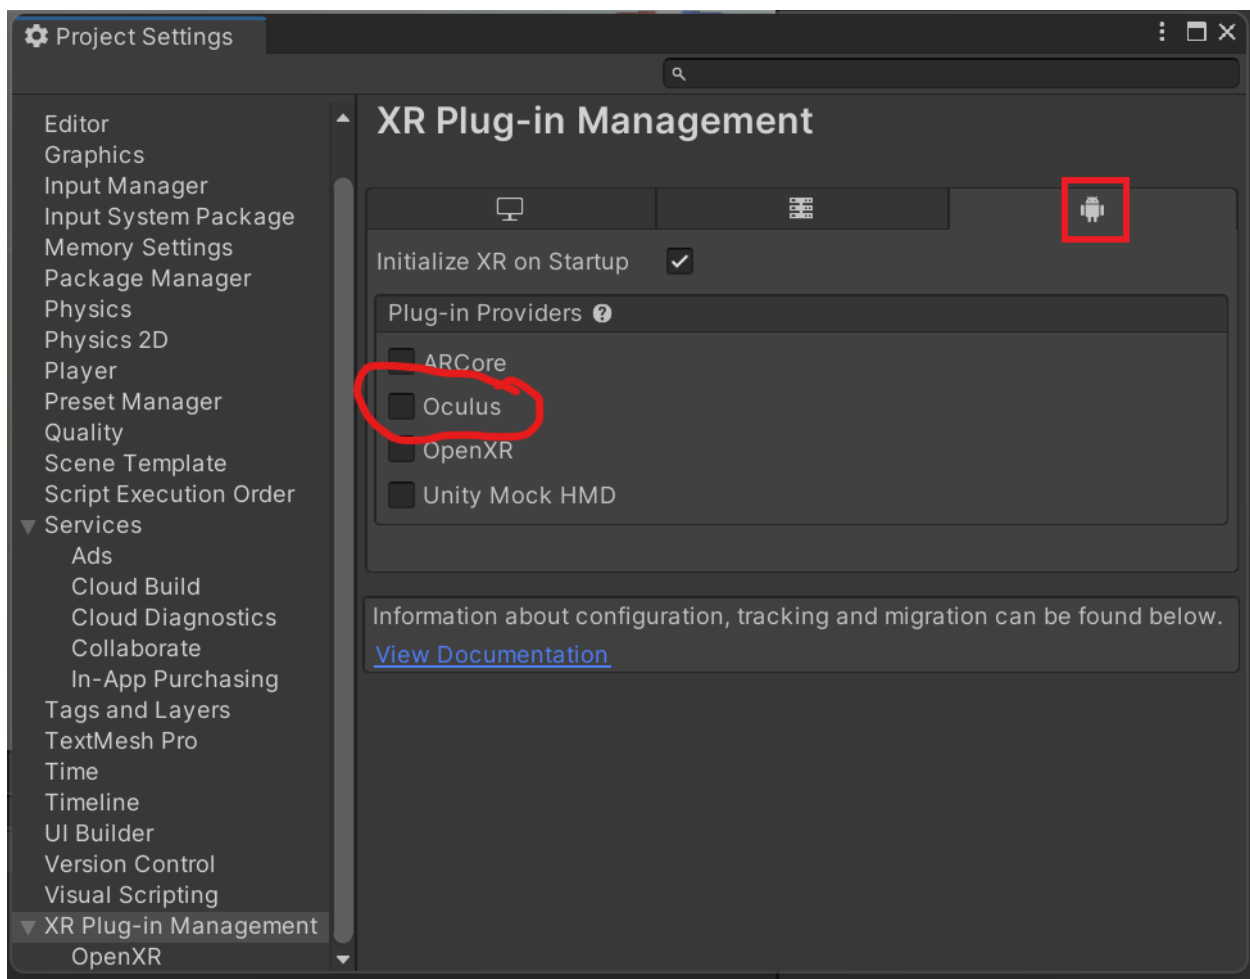 Project Settings
Editor
Graphics
Input Manager
Input System Package
Memory Settings
Package Manager
Physics
Physics 2D
Player
Preset Manager
Quality
Scene Template
Script Execution Order
Services
Ads
Cloud Build
Cloud Diagnostics
Collaborate
In-App Purchasing
Tags and Layers
TextMesh Pro
Time
Timeline
UI Builder
Version Control
Visual Scripting
XR Plug-in Management
OpenXR
XR Plug-in Management
Initialize XR on Startup
Plug-in Providers
ARCore
Oculus
OpenXR
Unity Mock HMD
Information about configuration, tracking and migration can be found below.
View Documentation